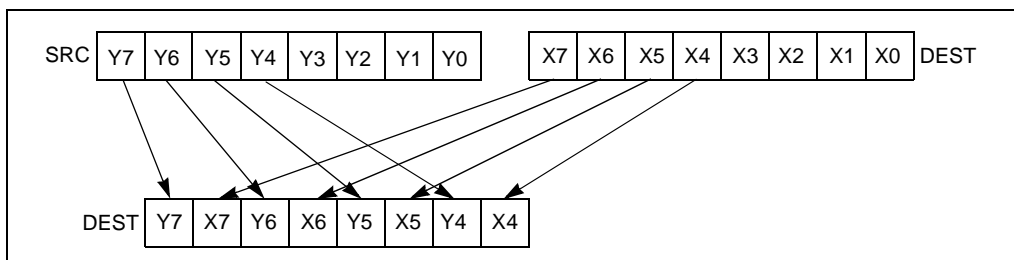 SRC Y7 Y6 Y5 Y4 Y3 Y2 Y1 Y0 X7 X6 X5 X4 X3 X2 X1 X0 DEST
DEST Y7 X7 Y6 X6 Y5 X5 Y4 X4